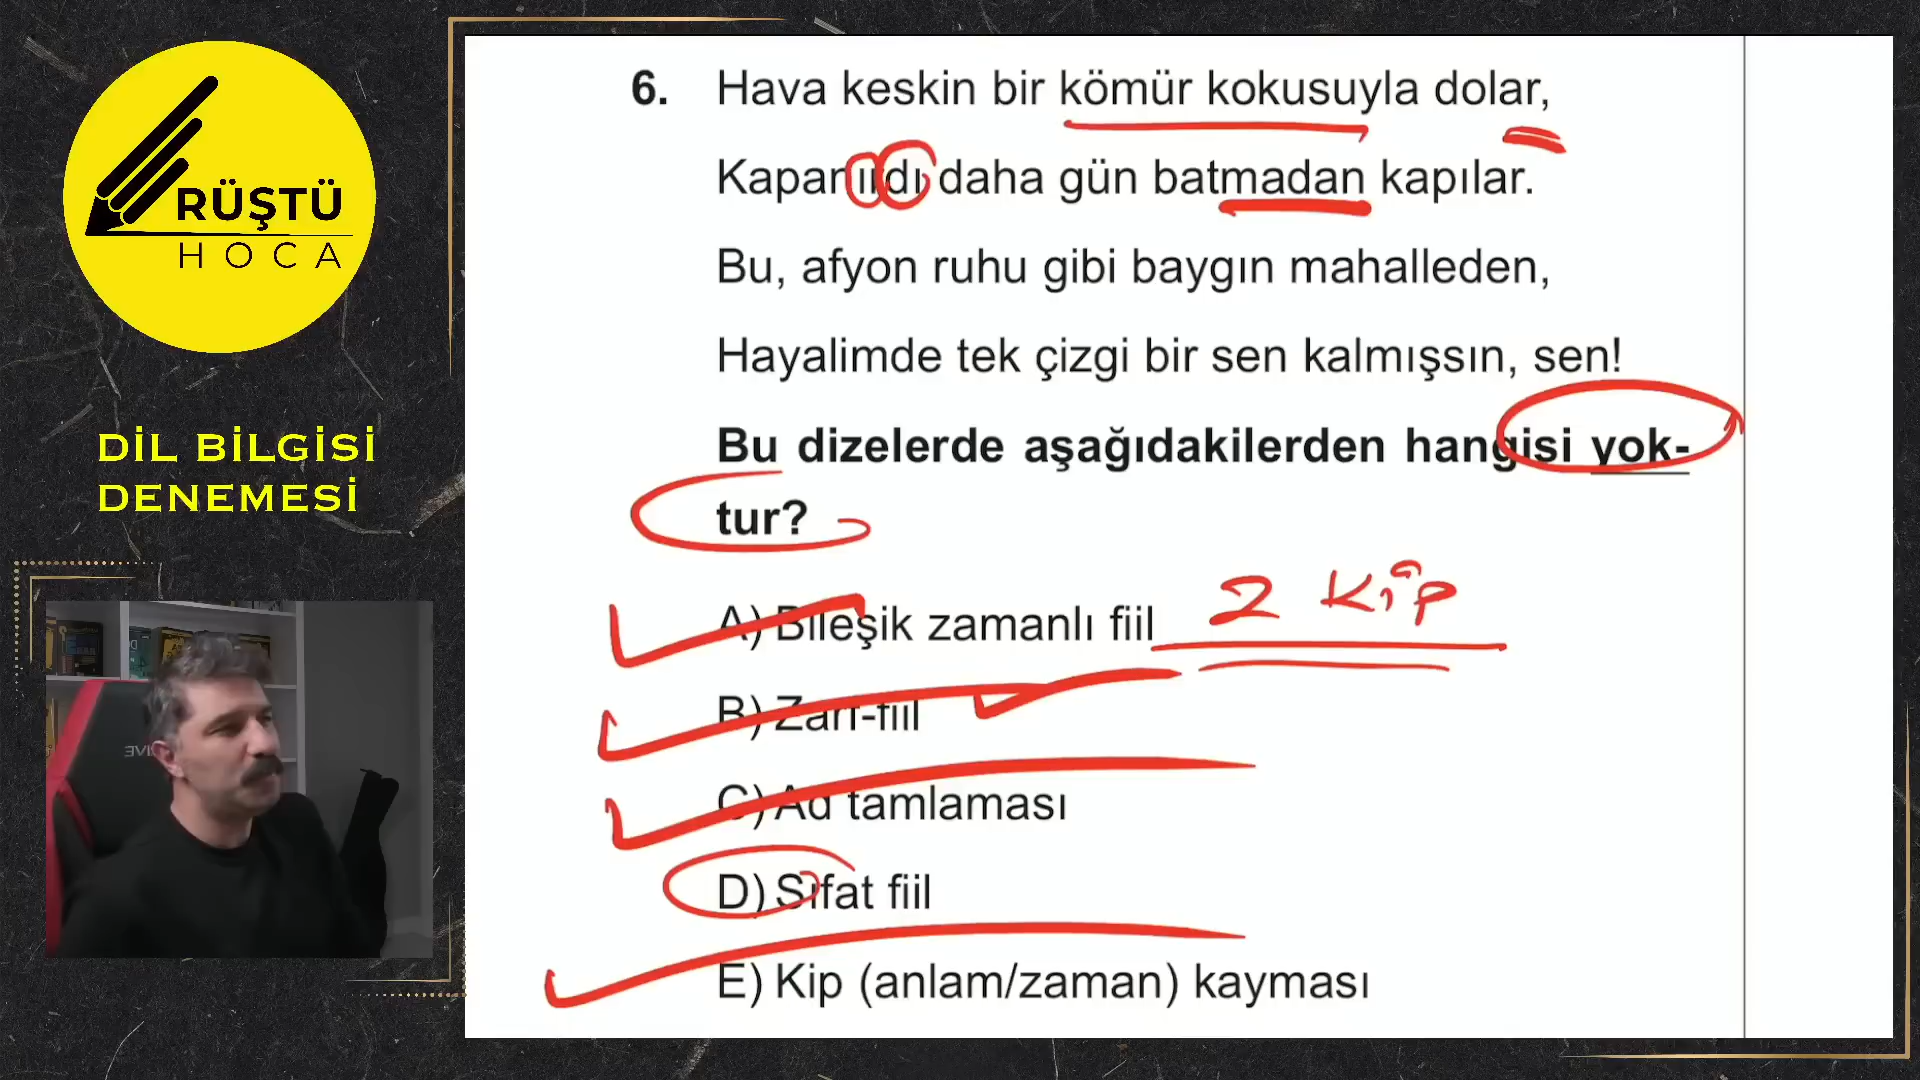 RÜŞTÜ
HOCA
DİL BİLGİSİ
DENEMESİ
6. Hava keskin bir kömür kokusuyla dolar,
Kapanırdı daha gün batmadan kapılar.
Bu, afyon ruhu gibi baygın mahalleden,
Hayalimde tek çizgi bir sen kalmışsın, sen!
Bu dizelerde aşağıdakilerden hangisi yok-
tur?
A) Bileşik zamanlı fiil 2 Kip
B) Zarf-fiil
C) Ad tamlaması
D) Sıfat fiil
E) Kip (anlam/zaman) kayması